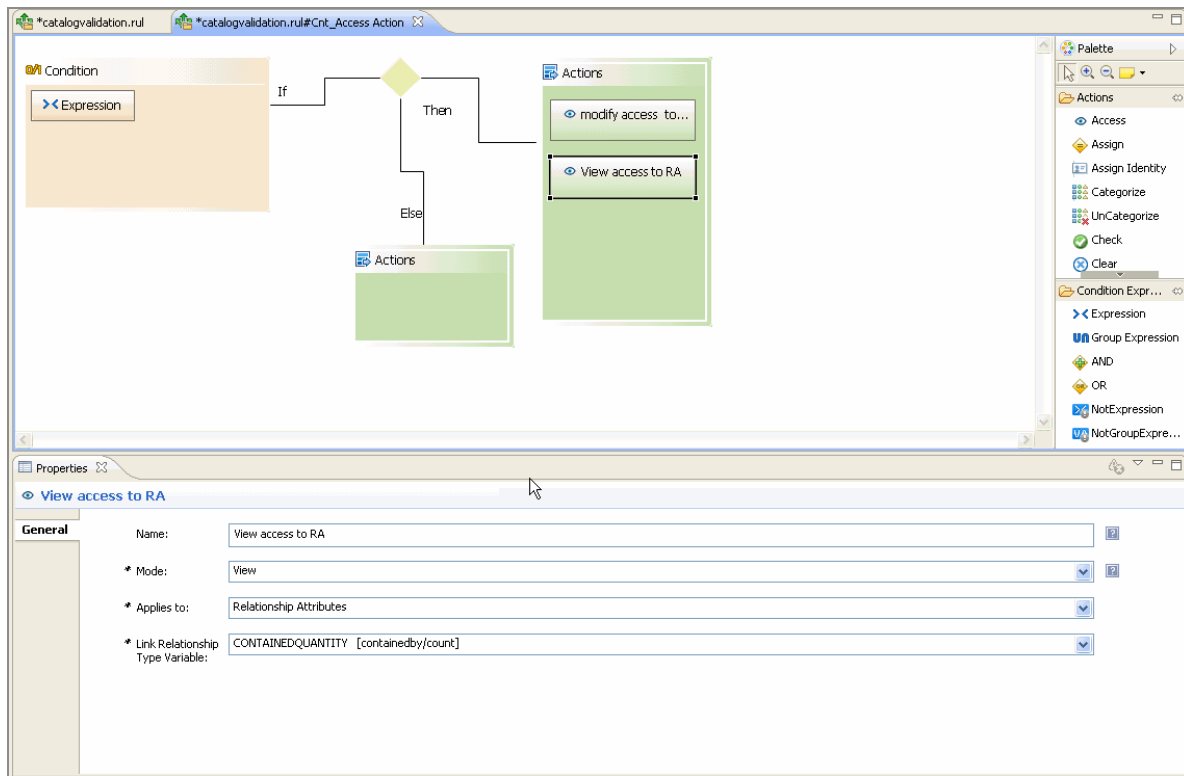 *catalogvalidation.rul
*catalogvalidation.rul#Cnt_Access Action
Condition
Expression
If
Then
Else
Actions
modify access to...
View access to RA
Actions
Palette
Actions
Access
Assign
Assign Identity
Categorize
UnCategorize
Check
Clear
Condition Expr...
Expression
Group Expression
AND
OR
NotExpression
NotGroupExpre...
Properties
View access to RA
General
Name: View access to RA
* Mode: View
* Applies to: Relationship Attributes
* Link Relationship CONTAINEDQUANTITY [containedby/count]
Type Variable: